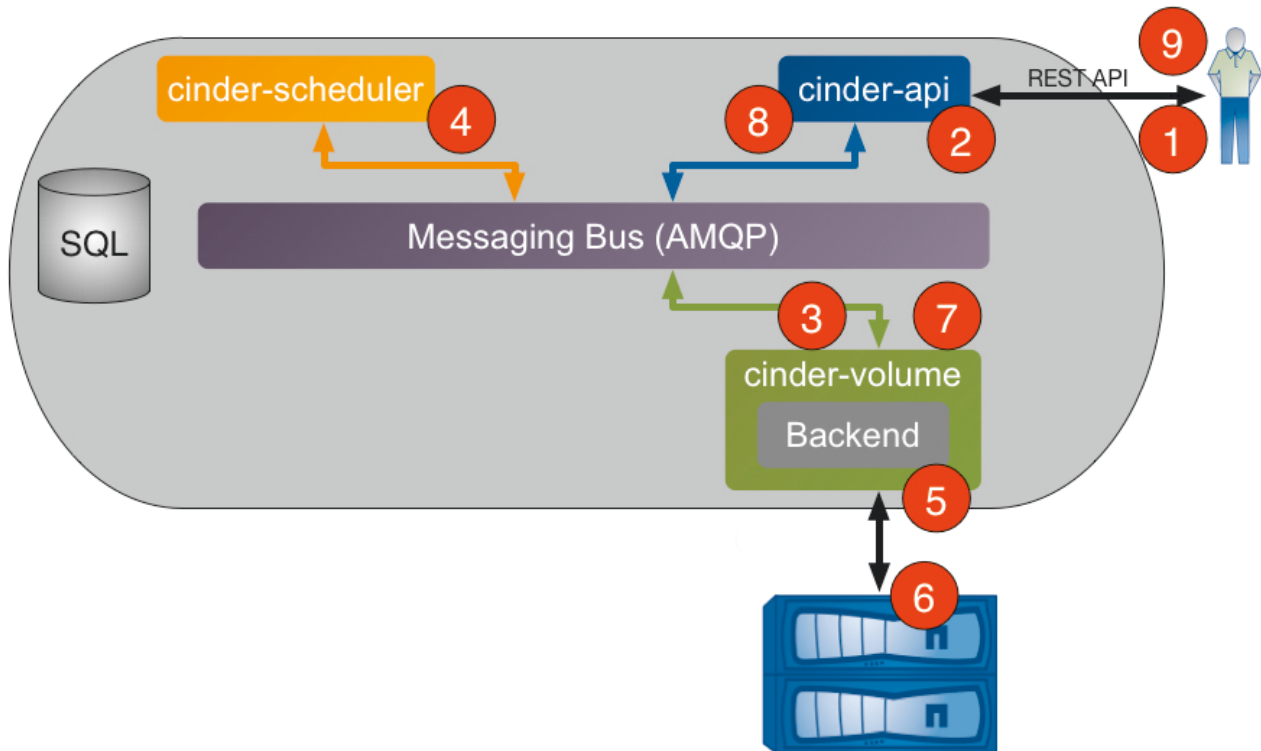 9
REST API
cinder-scheduler
cinder-api
4
8
2
1
SQL
Messaging Bus (AMQP)
3
7
cinder-volume
Backend
5
6